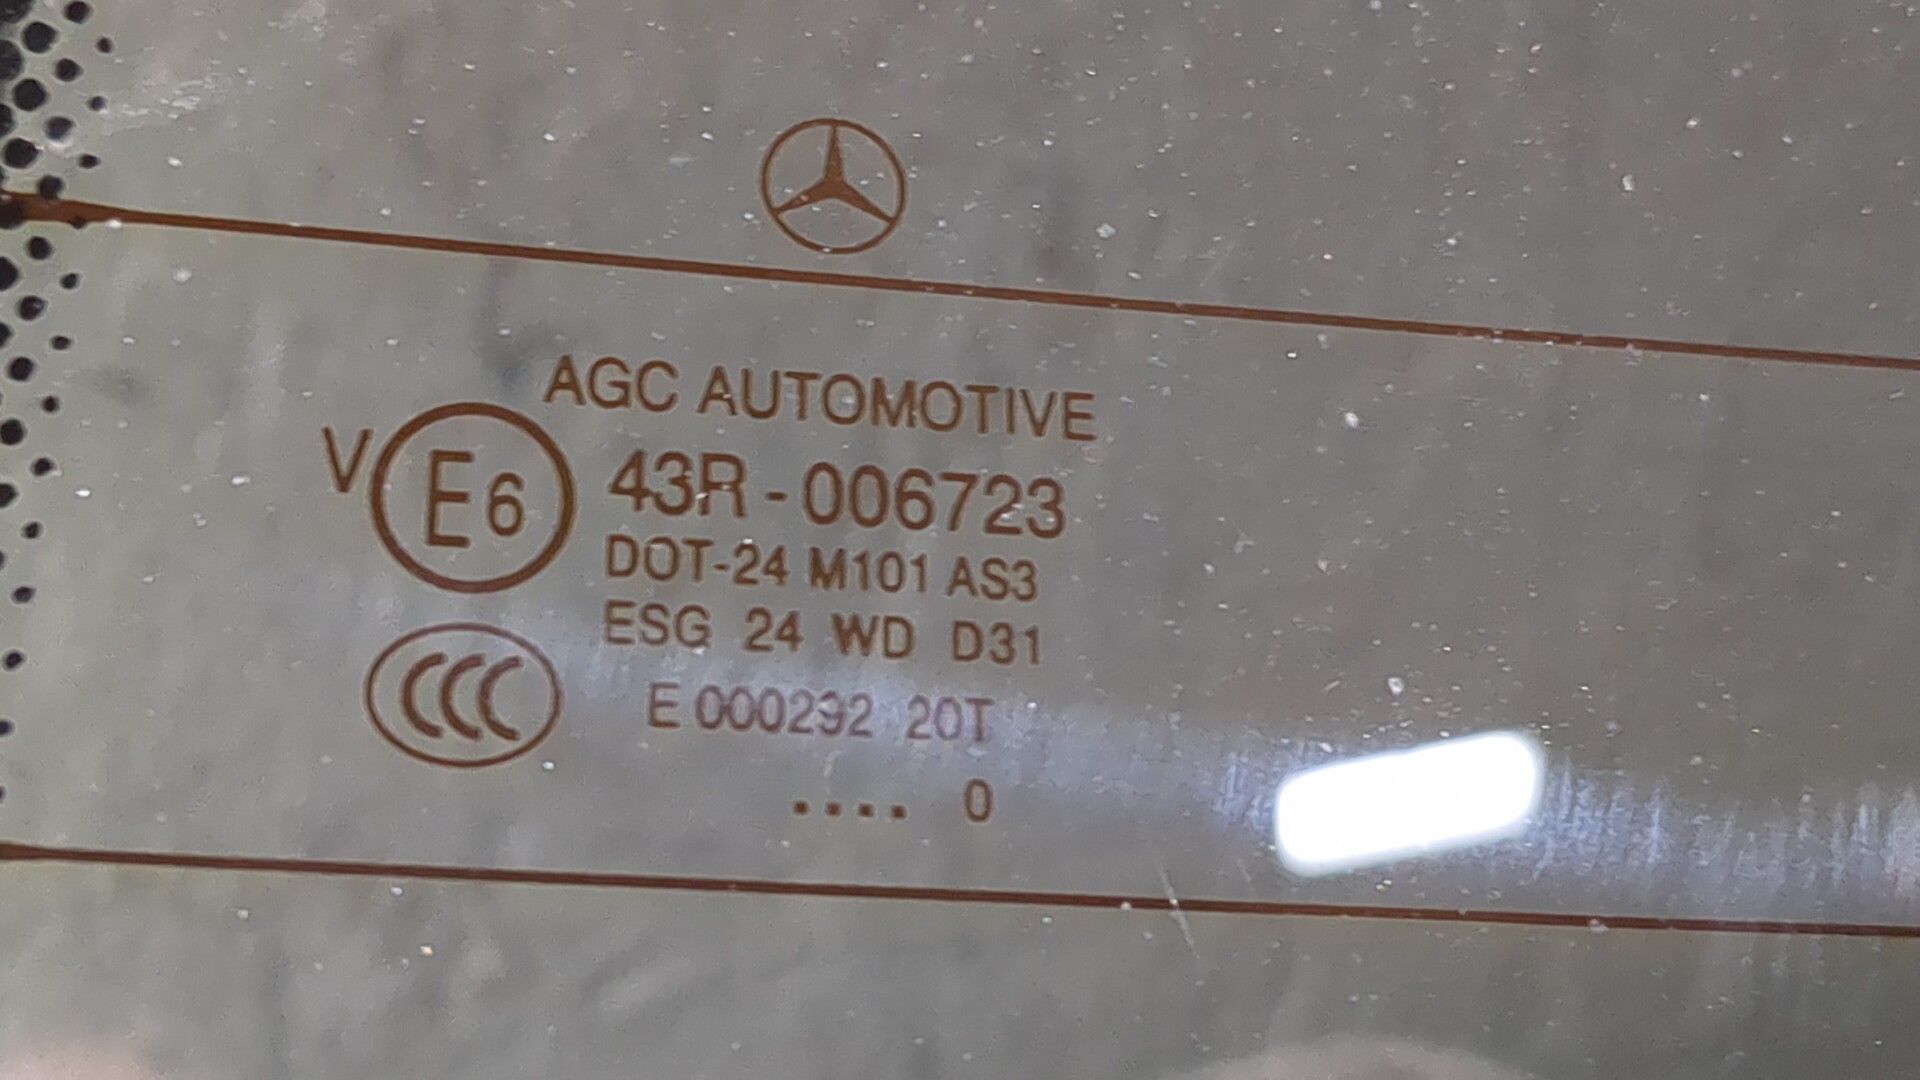 AGC AUTOMOTIVE
V E6 43R - 006723
DOT-24 M101 AS3
ESG 24 WD D31
CCC E 000292 20T
.... 0